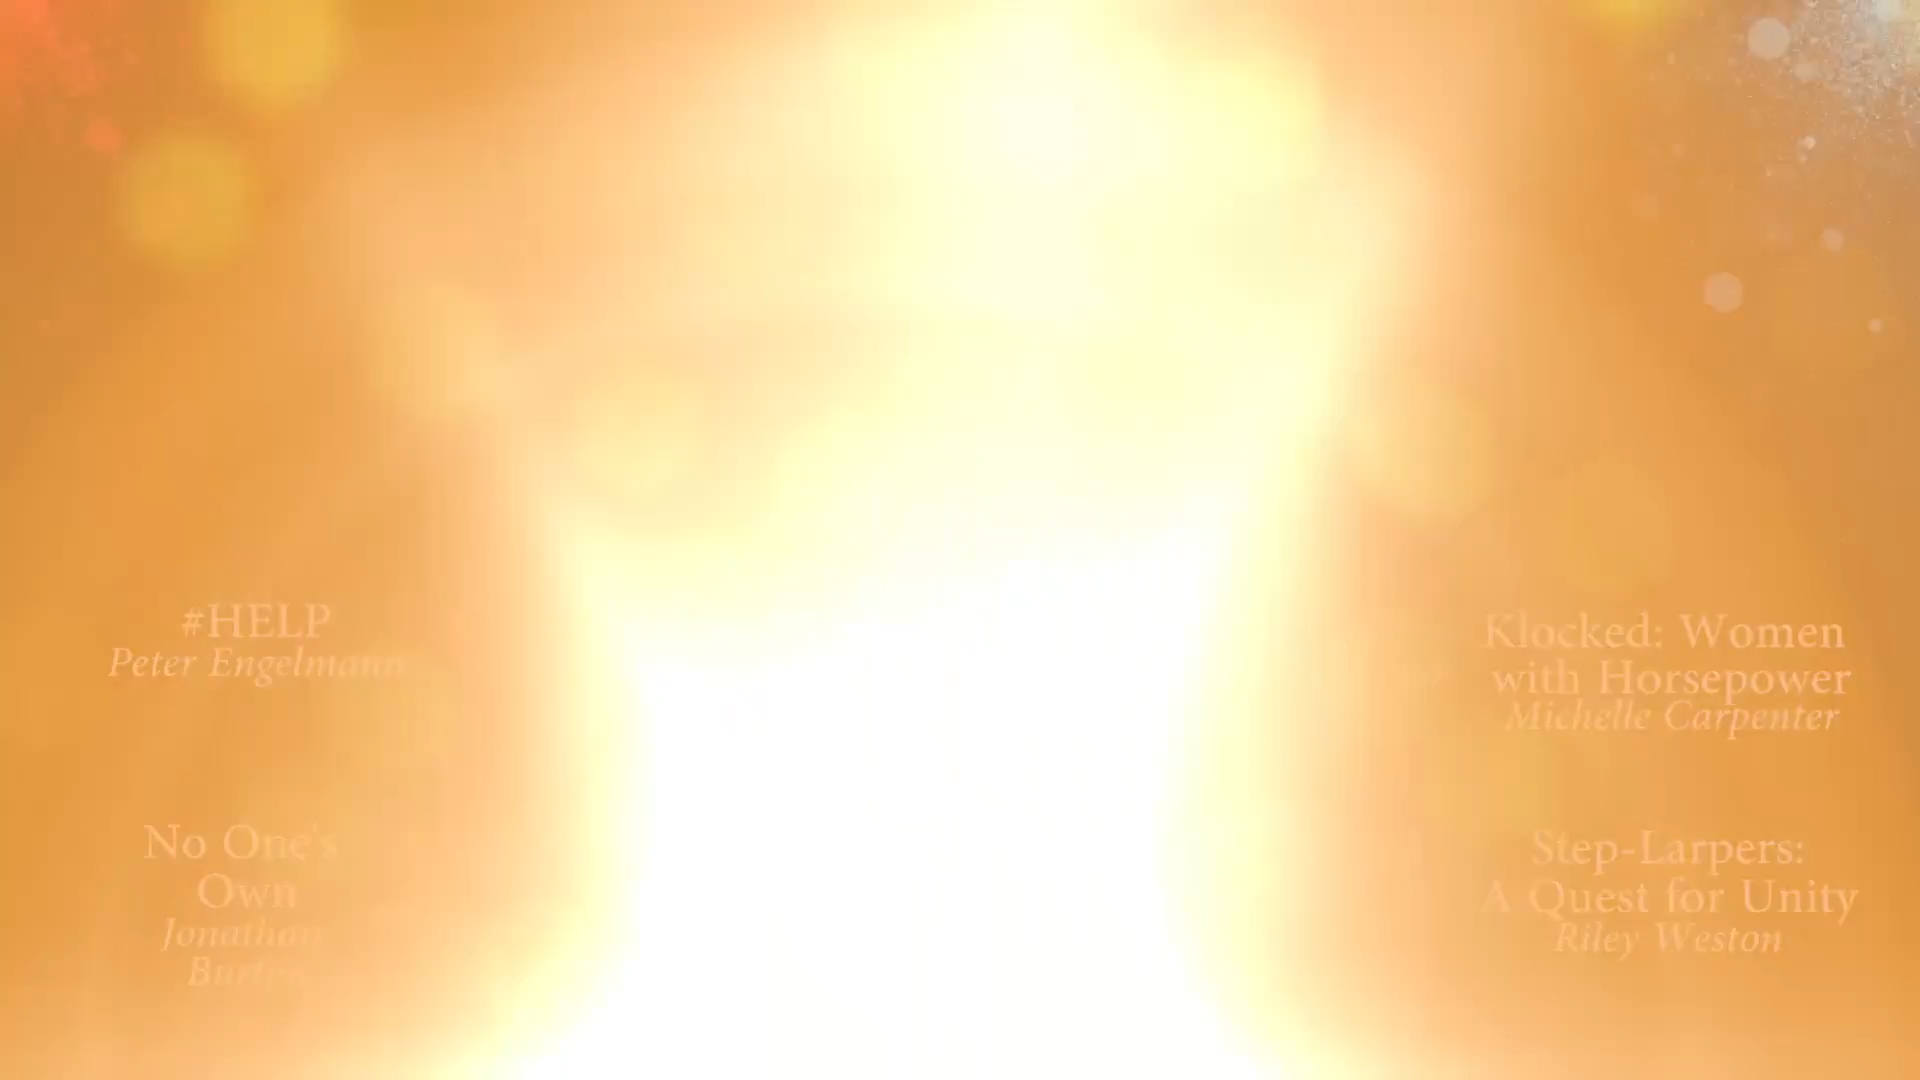 #HELP
Peter Engelmann
No One's
Own
Jonathan
Klocked: Women
with Horsepower
Michelle Carpenter
Step-Larpers:
A Quest for Unity
Riley Weston